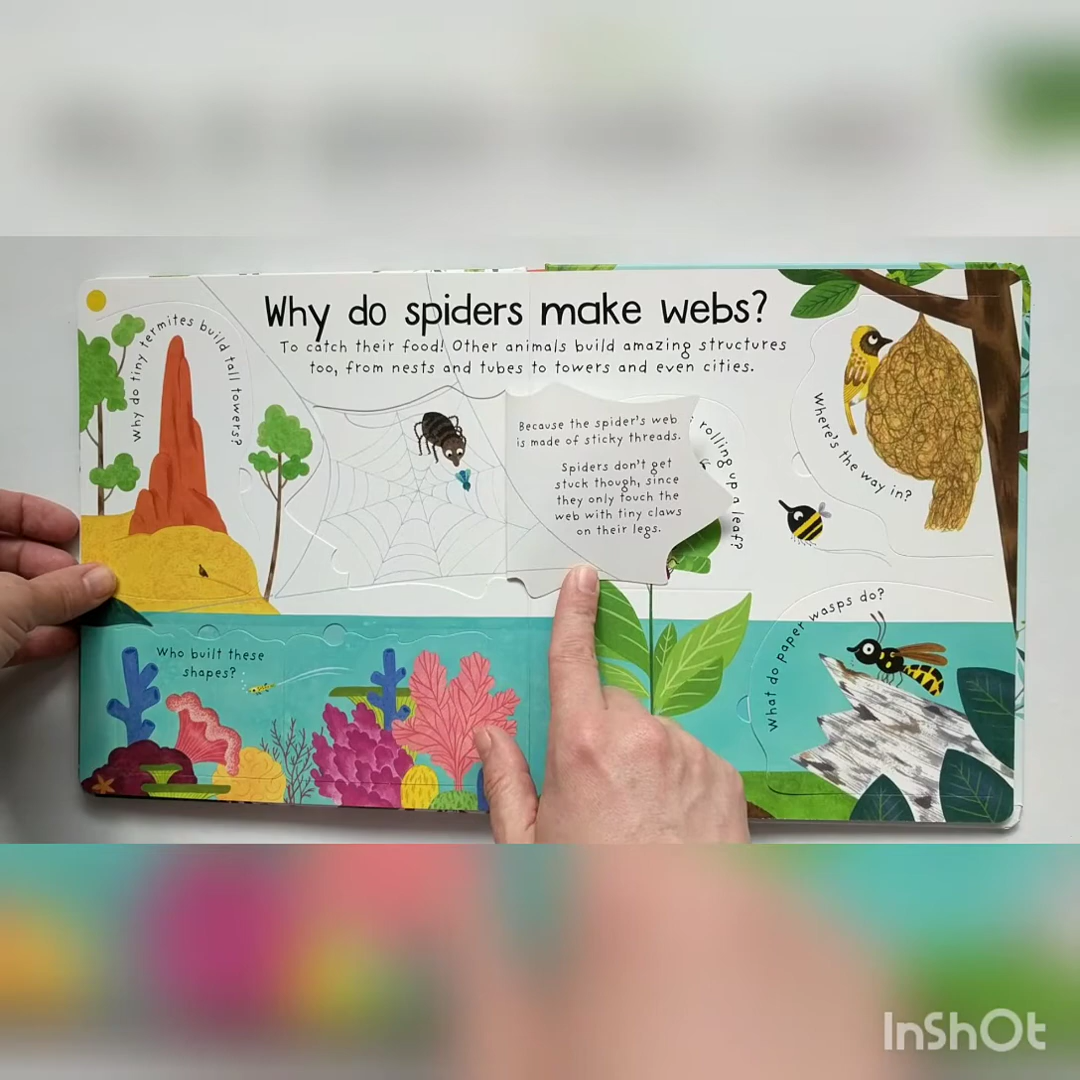 Why do spiders make webs?
To catch their food! Other animals build amazing structures
too, from nests and tubes to towers and even cities.
Why do tiny termites build tall towers?
Because the spider's web
is made of sticky threads.
Spiders don't get
stuck though, since
they only touch the
web with tiny claws
on their legs.
rolling up a leaf?
Where's the way in?
Who built these
shapes?
What do paper wasps do?
InShOt